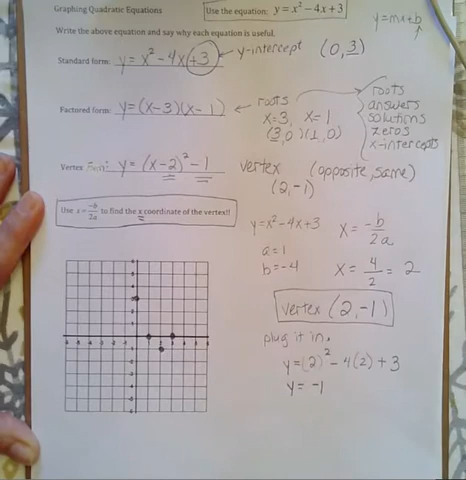 Graphing Quadratic Equations
Use the equation: y = x² − 4x + 3
y = mx + b
Write the above equation and say why each equation is useful.
Standard form: y = x² − 4x + 3 ← y-intercept (0, 3)
Factored form: y = (x−3)(x−1) ← roots
x=3, x=1
(3,0)(1,0)
roots
answers
solutions
zeros
x-intercepts
Vertex form: y = (x−2)² − 1 vertex (opposite, same)
(2,−1)
Use x = −b/2a to find the x coordinate of the vertex!!
y = x² − 4x + 3
a = 1
b = −4
x = −b/2a
x = 4/2 = 2
vertex (2,−1)
plug it in.
y = (2)² − 4(2) + 3
y = −1